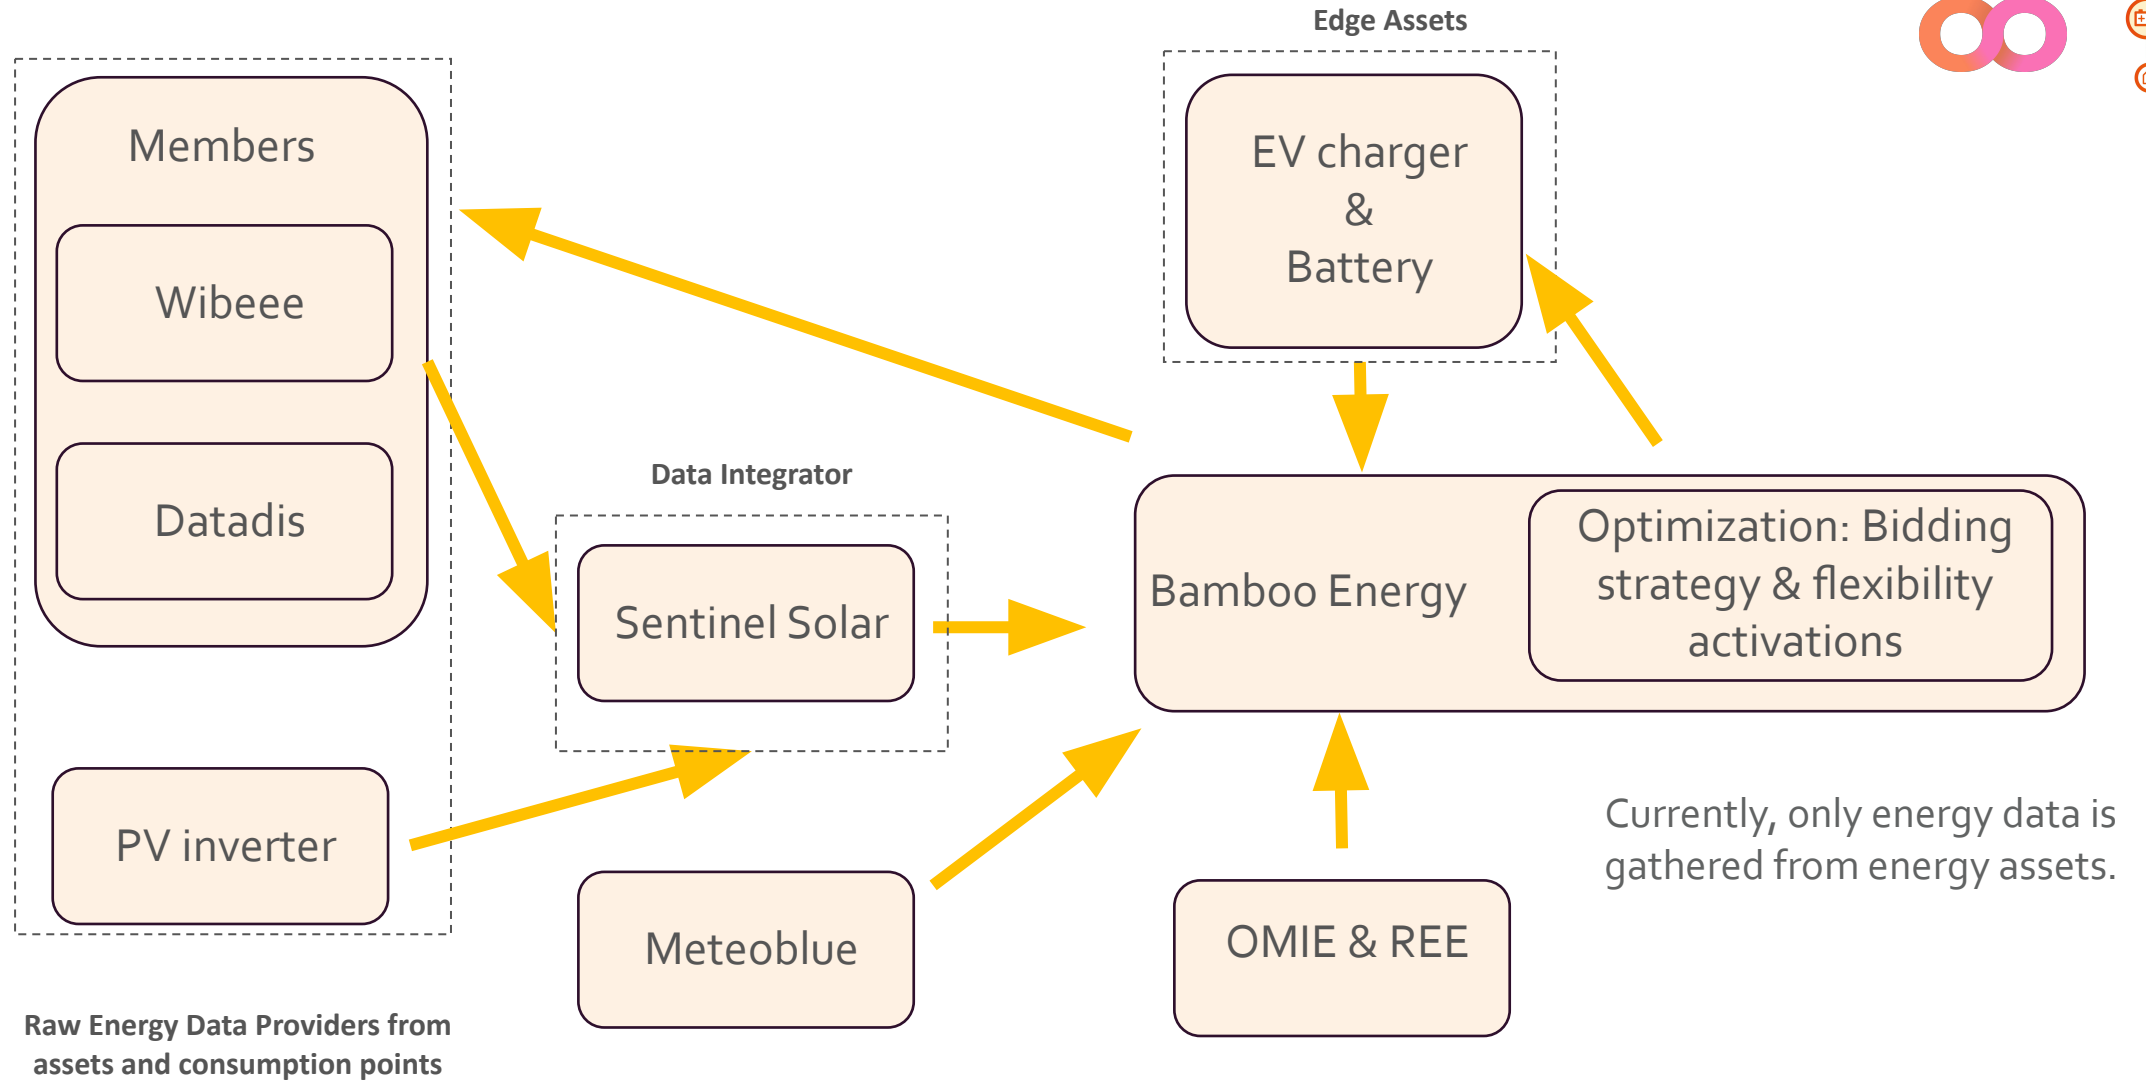 Edge Assets
Members
Wibeee
Datadis
PV inverter
Raw Energy Data Providers from
assets and consumption points
Data Integrator
Sentinel Solar
Meteoblue
EV charger
&
Battery
Bamboo Energy
Optimization: Bidding
strategy & flexibility
activations
OMIE & REE
Currently, only energy data is
gathered from energy assets.